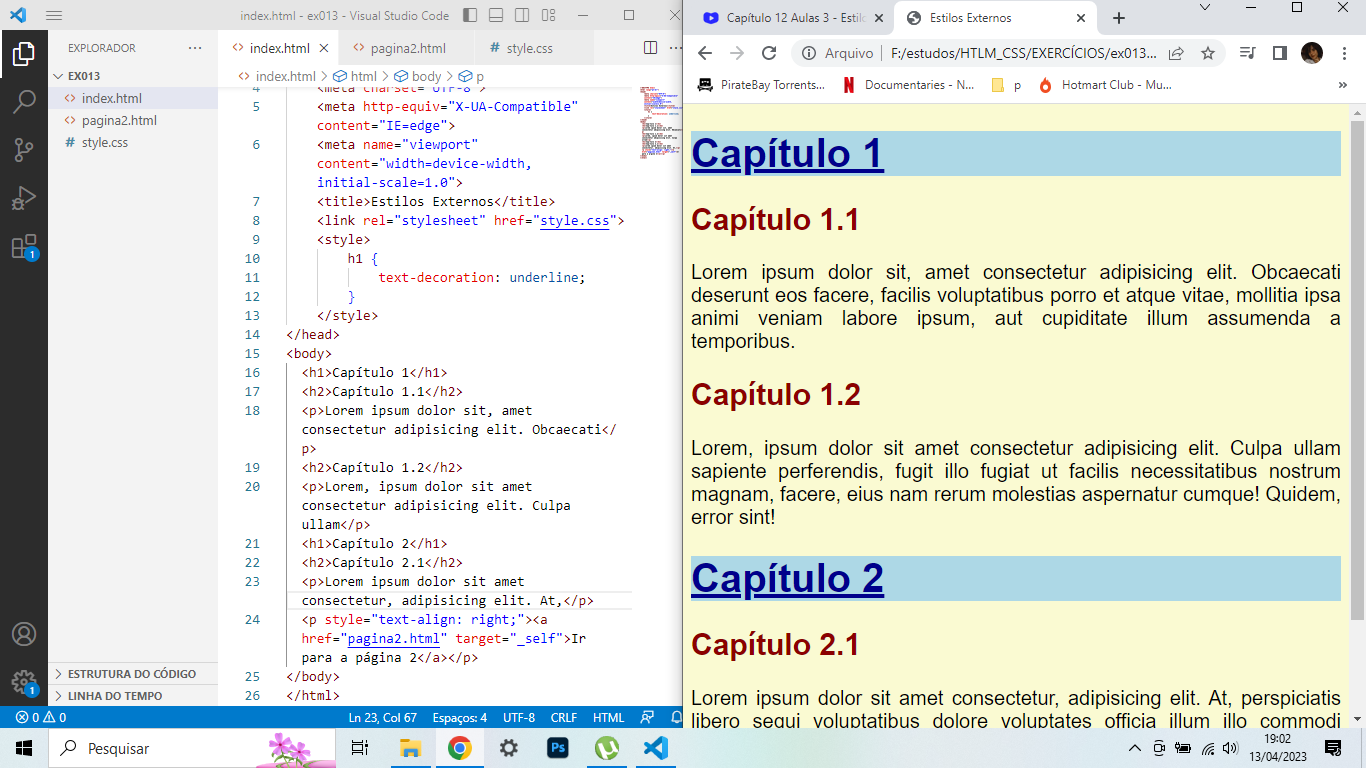 index.html - ex013 - Visual Studio Code
EXPLORADOR
EX013
index.html
pagina2.html
style.css
ESTRUTURA DO CÓDIGO
LINHA DO TEMPO
index.html
pagina2.html
style.css
index.html > html > body > p
4 <meta charset="UTF-8">
5 <meta http-equiv="X-UA-Compatible"
content="IE=edge">
6 <meta name="viewport"
content="width=device-width,
initial-scale=1.0">
7 <title>Estilos Externos</title>
8 <link rel="stylesheet" href="style.css">
9 <style>
10 h1 {
11 text-decoration: underline;
12 }
13 </style>
14 </head>
15 <body>
16 <h1>Capítulo 1</h1>
17 <h2>Capítulo 1.1</h2>
18 <p>Lorem ipsum dolor sit, amet
consectetur adipisicing elit. Obcaecati</
p>
19 <h2>Capítulo 1.2</h2>
20 <p>Lorem, ipsum dolor sit amet
consectetur adipisicing elit. Culpa
ullam</p>
21 <h1>Capítulo 2</h1>
22 <h2>Capítulo 2.1</h2>
23 <p>Lorem ipsum dolor sit amet
consectetur, adipisicing elit. At,</p>
24 <p style="text-align: right;"><a
href="pagina2.html" target="_self">Ir
para a página 2</a></p>
25 </body>
26 </html>
1
1
0 0
Ln 23, Col 67
Espaços: 4
UTF-8
CRLF
HTML
Capítulo 12 Aulas 3 - Estil
Estilos Externos
Arquivo | F:/estudos/HTLM_CSS/EXERCÍCIOS/ex013...
PirateBay Torrents...
Documentaries - N...
p
Hotmart Club - Mu...
Capítulo 1
Capítulo 1.1
Lorem ipsum dolor sit, amet consectetur adipisicing elit. Obcaecati
deserunt eos facere, facilis voluptatibus porro et atque vitae, mollitia ipsa
animi veniam labore ipsum, aut cupiditate illum assumenda a
temporibus.
Capítulo 1.2
Lorem, ipsum dolor sit amet consectetur adipisicing elit. Culpa ullam
sapiente perferendis, fugit illo fugiat ut facilis necessitatibus nostrum
magnam, facere, eius nam rerum molestias aspernatur cumque! Quidem,
error sint!
Capítulo 2
Capítulo 2.1
Lorem ipsum dolor sit amet consectetur, adipisicing elit. At, perspiciatis
libero sequi voluptatibus dolore voluptates officia illum illo commodi
Pesquisar
Ps
19:02
13/04/2023